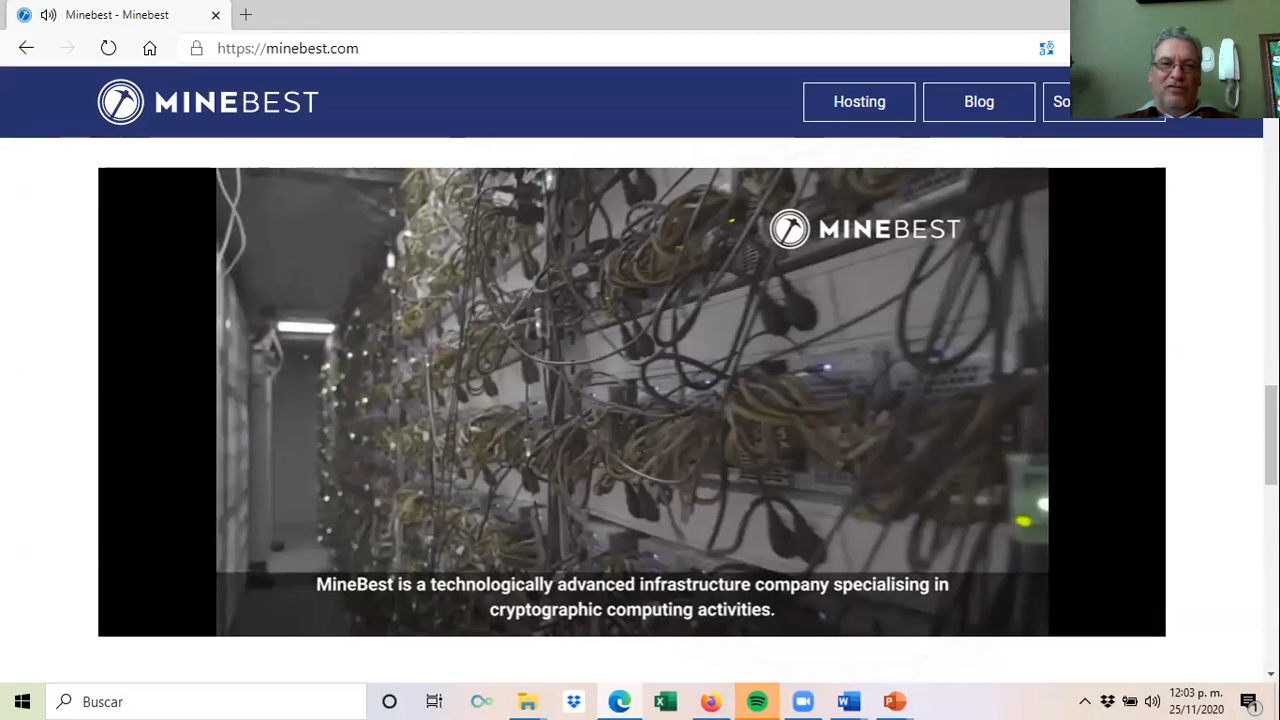 Minebest - Minebest
https://minebest.com
MINEBEST
Hosting
Blog
So
MINEBEST
MineBest is a technologically advanced infrastructure company specialising in
cryptographic computing activities.
Buscar
12:03 p. m.
25/11/2020
1